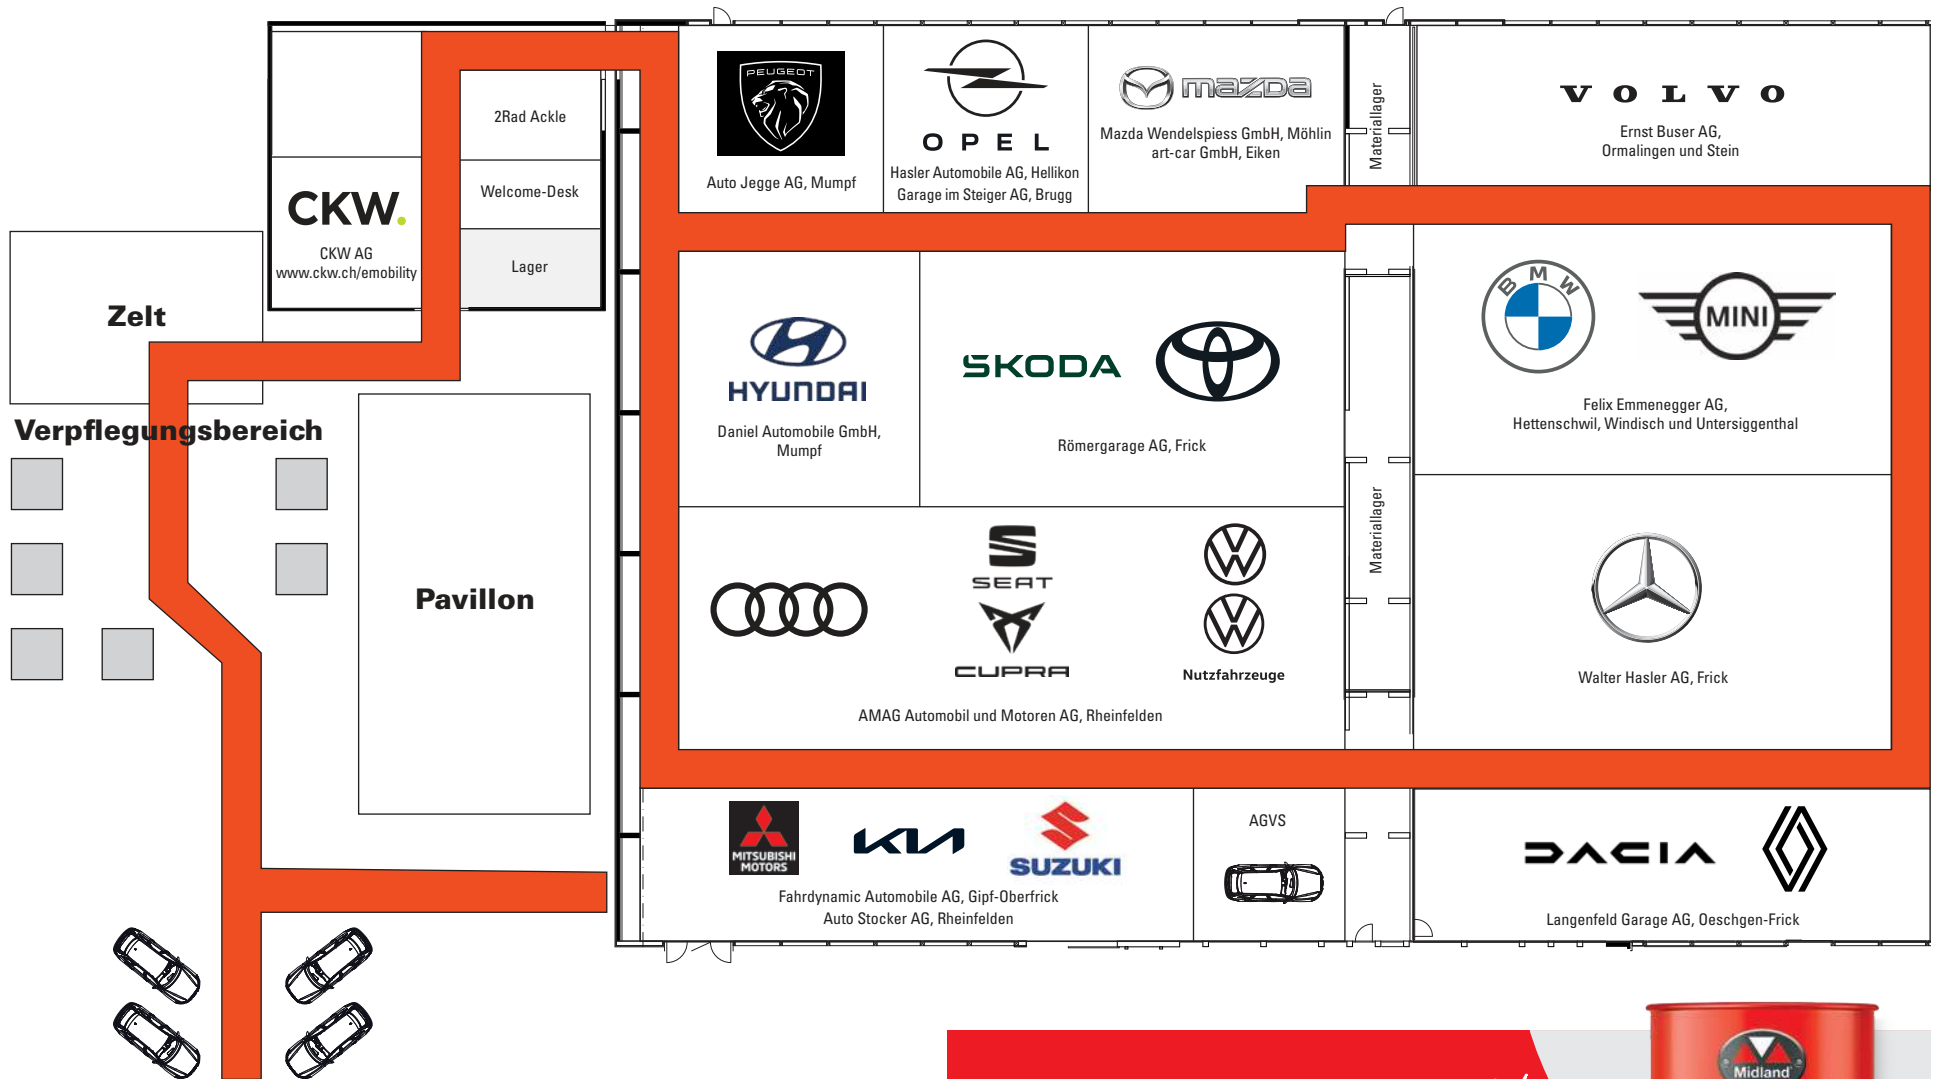 PEUGEOT
Auto Jegge AG, Mumpf
OPEL
Hasler Automobile AG, Hellikon
Garage im Steiger AG, Brugg
mazda
Mazda Wendelspiess GmbH, Möhlin
art-car GmbH, Eiken
Materiallager
VOLVO
Ernst Buser AG,
Ormalingen und Stein
2Rad Ackle
Welcome-Desk
Lager
CKW.
CKW AG
www.ckw.ch/emobility
Zelt
Verpflegungsbereich
Pavillon
HYUNDAI
Daniel Automobile GmbH,
Mumpf
SKODA
Römergarage AG, Frick
BMW
MINI
Felix Emmenegger AG,
Hettenschwil, Windisch und Untersiggenthal
SEAT
CUPRA
Nutzfahrzeuge
AMAG Automobil und Motoren AG, Rheinfelden
Materiallager
Walter Hasler AG, Frick
MITSUBISHI
MOTORS
KIA
SUZUKI
Fahrdynamic Automobile AG, Gipf-Oberfrick
Auto Stocker AG, Rheinfelden
AGVS
DACIA
Langenfeld Garage AG, Oeschgen-Frick
Midland